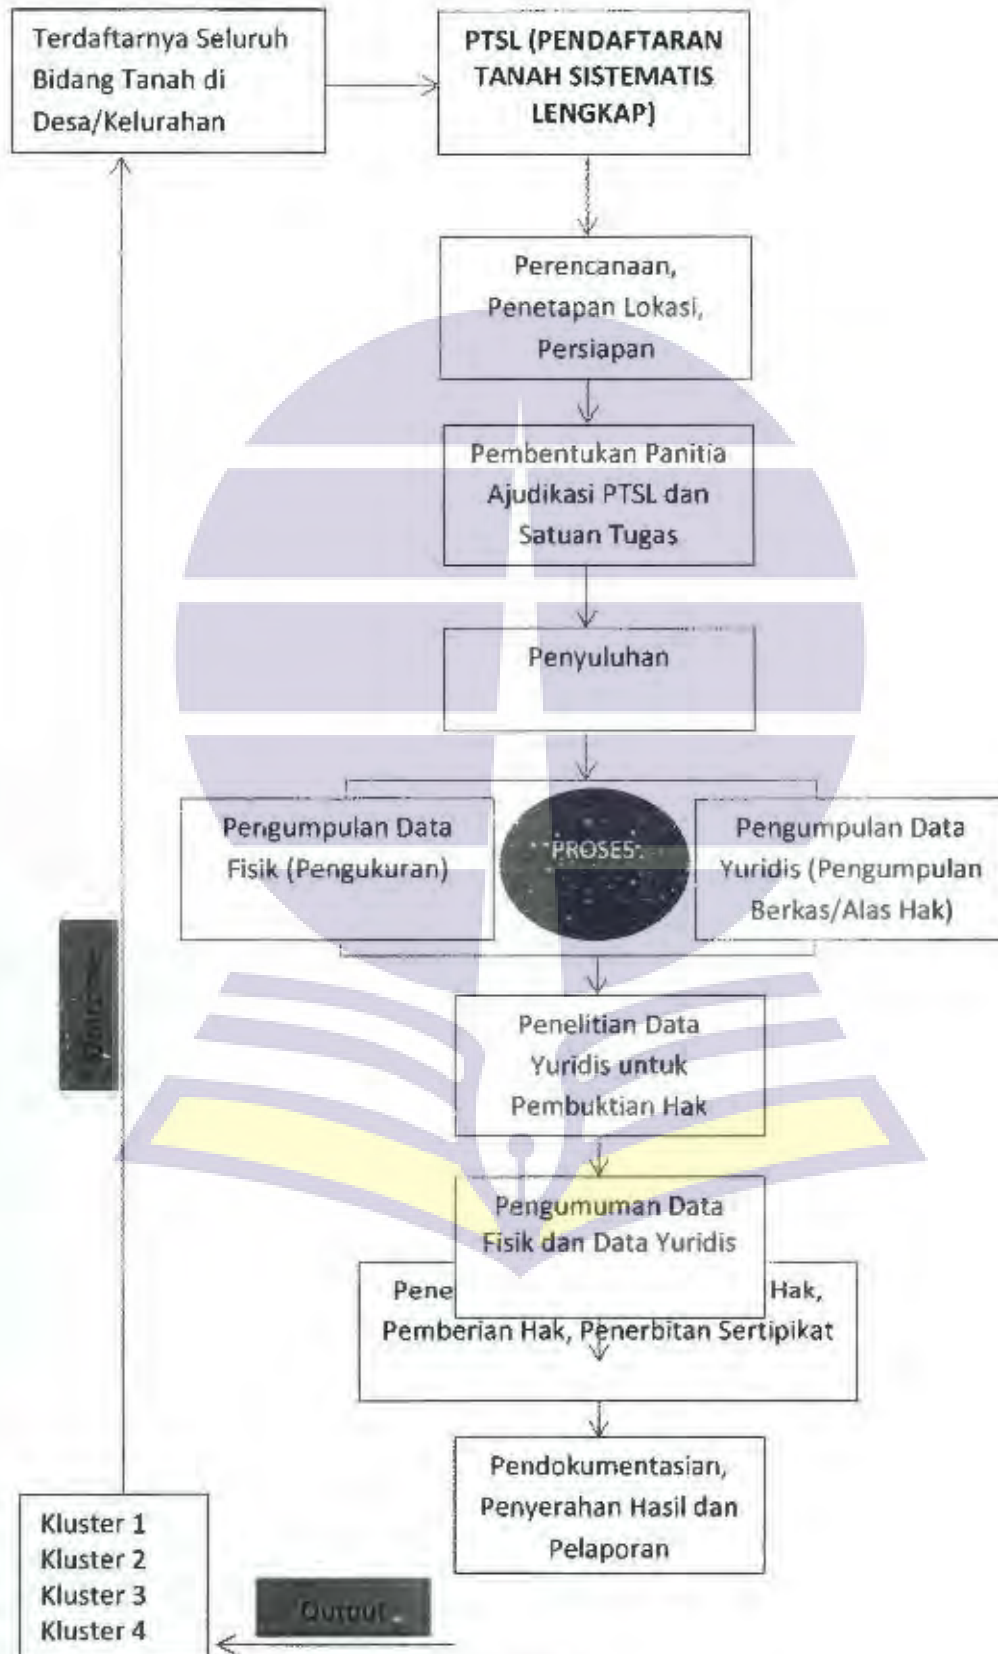 Terdaftarnya Seluruh
Bidang Tanah di
Desa/Kelurahan
PTSL (PENDAFTARAN
TANAH SISTEMATIS
LENGKAP)
Perencanaan,
Penetapan Lokasi,
Persiapan
Pembentukan Panitia
Ajudikasi PTSL dan
Satuan Tugas
Penyuluhan
Pengumpulan Data
Fisik (Pengukuran)
PROSES
Pengumpulan Data
Yuridis (Pengumpulan
Berkas/Alas Hak)
Penelitian Data
Yuridis untuk
Pembuktian Hak
Pengumuman Data
Fisik dan Data Yuridis
Hak,
Pemberian Hak, Penerbitan Sertipikat
Pendokumentasian,
Penyerahan Hasil dan
Pelaporan
Kluster 1
Kluster 2
Kluster 3
Kluster 4
Output